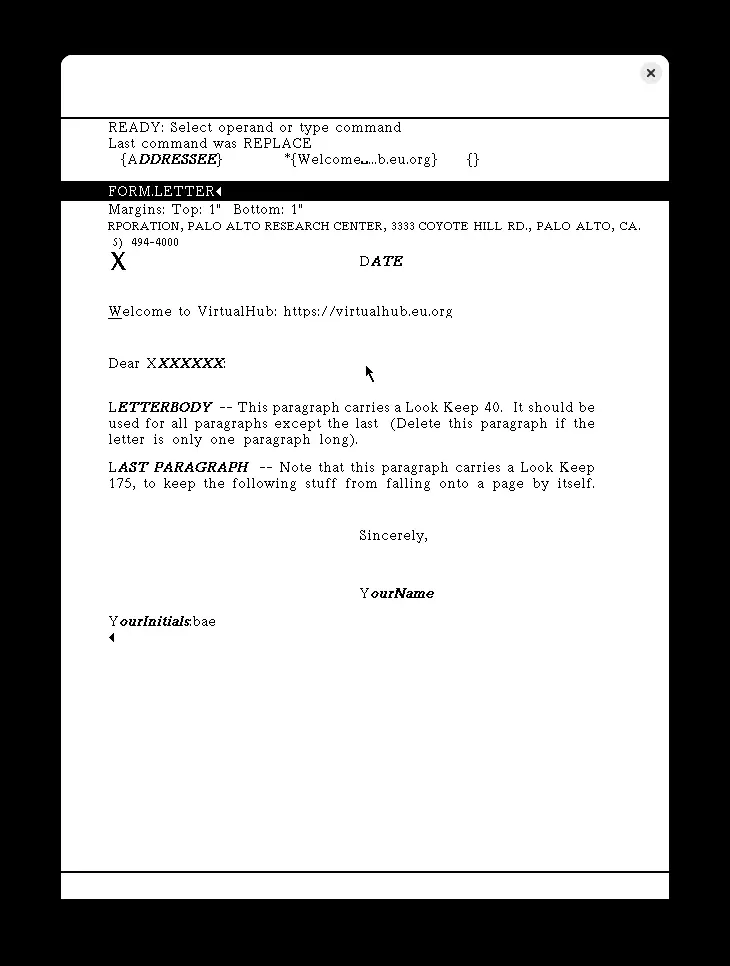 READY: Select operand or type command
Last command was REPLACE
{ADDRESSEE} *{Welcome␣...b.eu.org} {}
FORM.LETTER
Margins: Top: 1" Bottom: 1"
RPORATION, PALO ALTO RESEARCH CENTER, 3333 COYOTE HILL RD., PALO ALTO, CA.
5) 494-4000
X DATE
Welcome to VirtualHub: https://virtualhub.eu.org
Dear XXXXXXX:
LETTERBODY -- This paragraph carries a Look Keep 40. It should be
used for all paragraphs except the last (Delete this paragraph if the
letter is only one paragraph long).
LAST PARAGRAPH -- Note that this paragraph carries a Look Keep
175, to keep the following stuff from falling onto a page by itself.
Sincerely,
YourName
YourInitials:bae